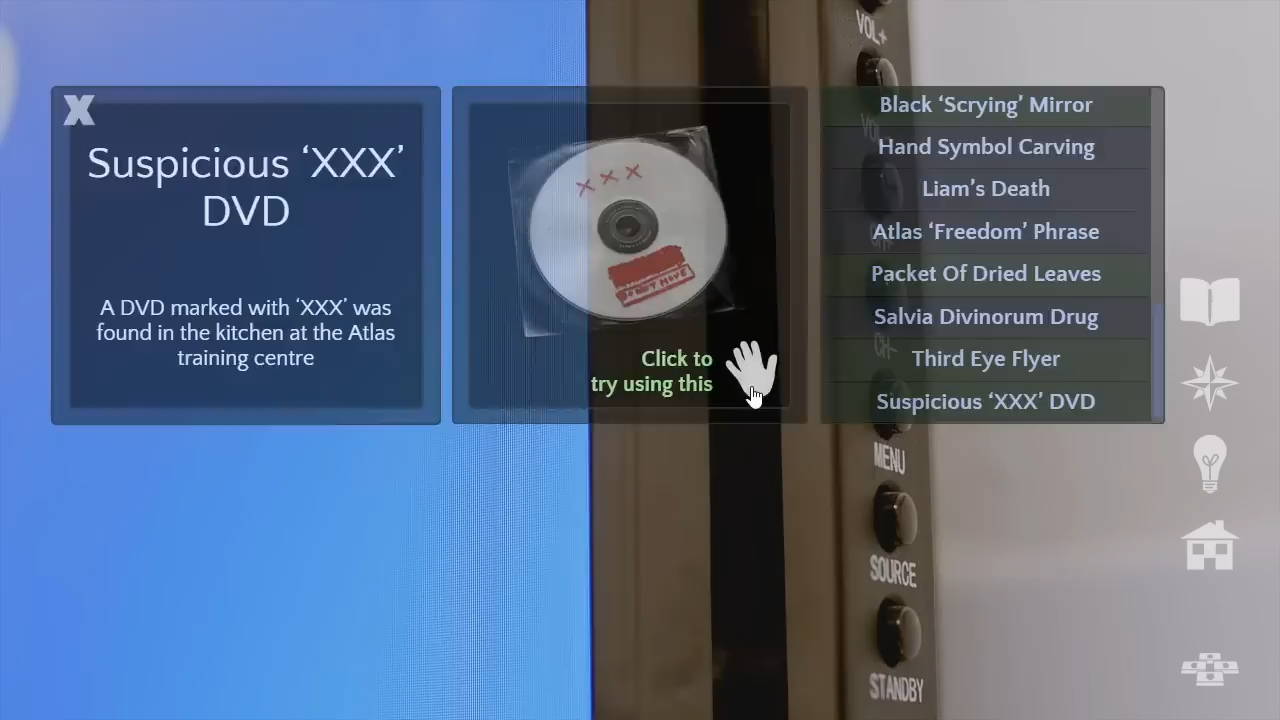 X
Suspicious ‘XXX’
DVD
A DVD marked with ‘XXX’ was
found in the kitchen at the Atlas
training centre
XXX
Click to
try using this
Black ‘Scrying’ Mirror
Hand Symbol Carving
Liam’s Death
Atlas ‘Freedom’ Phrase
Packet Of Dried Leaves
Salvia Divinorum Drug
Third Eye Flyer
Suspicious ‘XXX’ DVD
VOL+
CH-
MENU
SOURCE
STANDBY